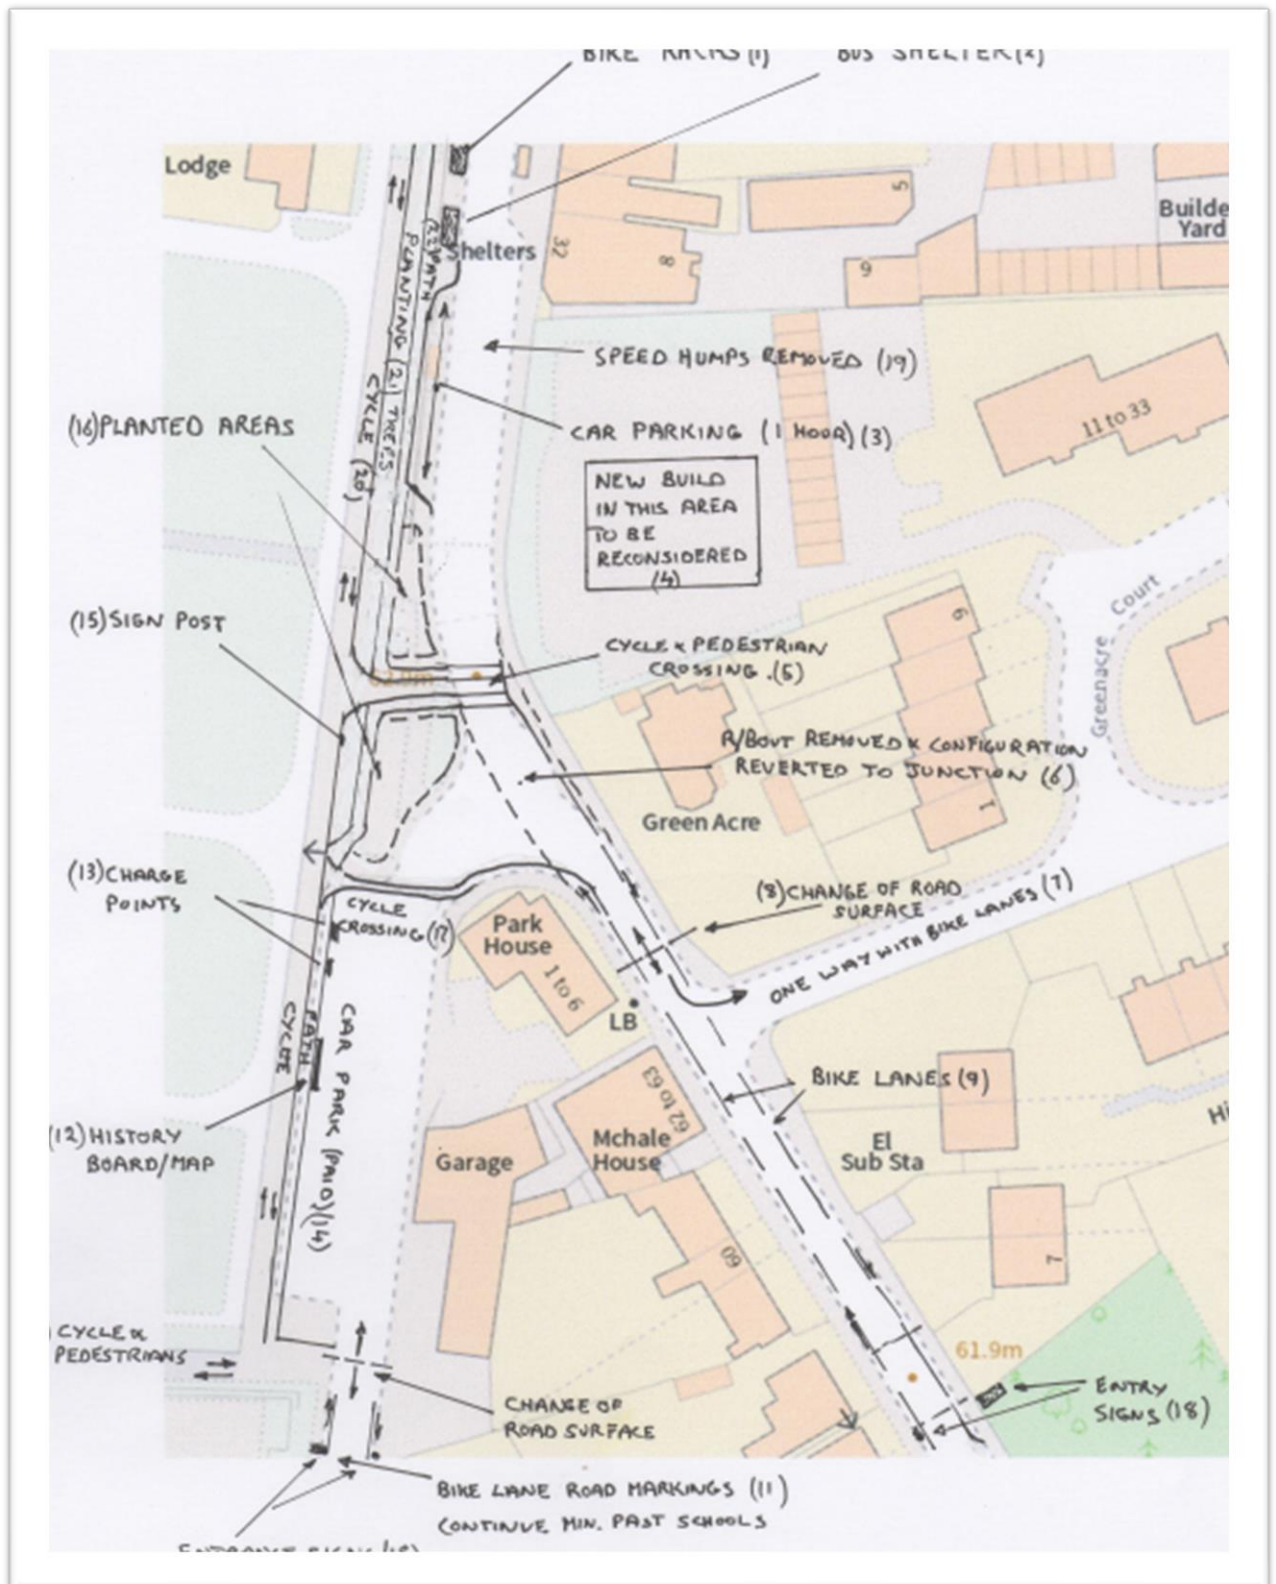 BIKE RACKS (1)
BUS SHELTER (2)
Lodge
Builde
Yard
5
32
8
6
Shelters
PATH
(22)
PLANTING (21) TREES
CYCLE (20)
SPEED HUMPS REMOVED (19)
11 to 33
(16) PLANTED AREAS
CAR PARKING (1 HOUR) (3)
NEW BUILD
IN THIS AREA
TO BE
RECONSIDERED
(4)
Greenacre Court
(15) SIGN POST
6
CYCLE & PEDESTRIAN
CROSSING (5)
R/BOUT REMOVED & CONFIGURATION
REVERTED TO JUNCTION (6)
1
Green Acre
(13) CHARGE
POINTS
CYCLE
CROSSING (17)
Park
House
1 to 6
(8) CHANGE OF ROAD
SURFACE
ONE WAY WITH BIKE LANES (7)
LB
CYCLE
PATH
CAR PARK (PAID) (14)
BIKE LANES (9)
62 to 63
Mchale
House
Garage
El
Sub Sta
Hi
(12) HISTORY
BOARD/MAP
60
7
CYCLE &
PEDESTRIANS
61.9m
CHANGE OF
ROAD SURFACE
ENTRY
SIGNS (18)
BIKE LANE ROAD MARKINGS (11)
CONTINUE MIN. PAST SCHOOLS